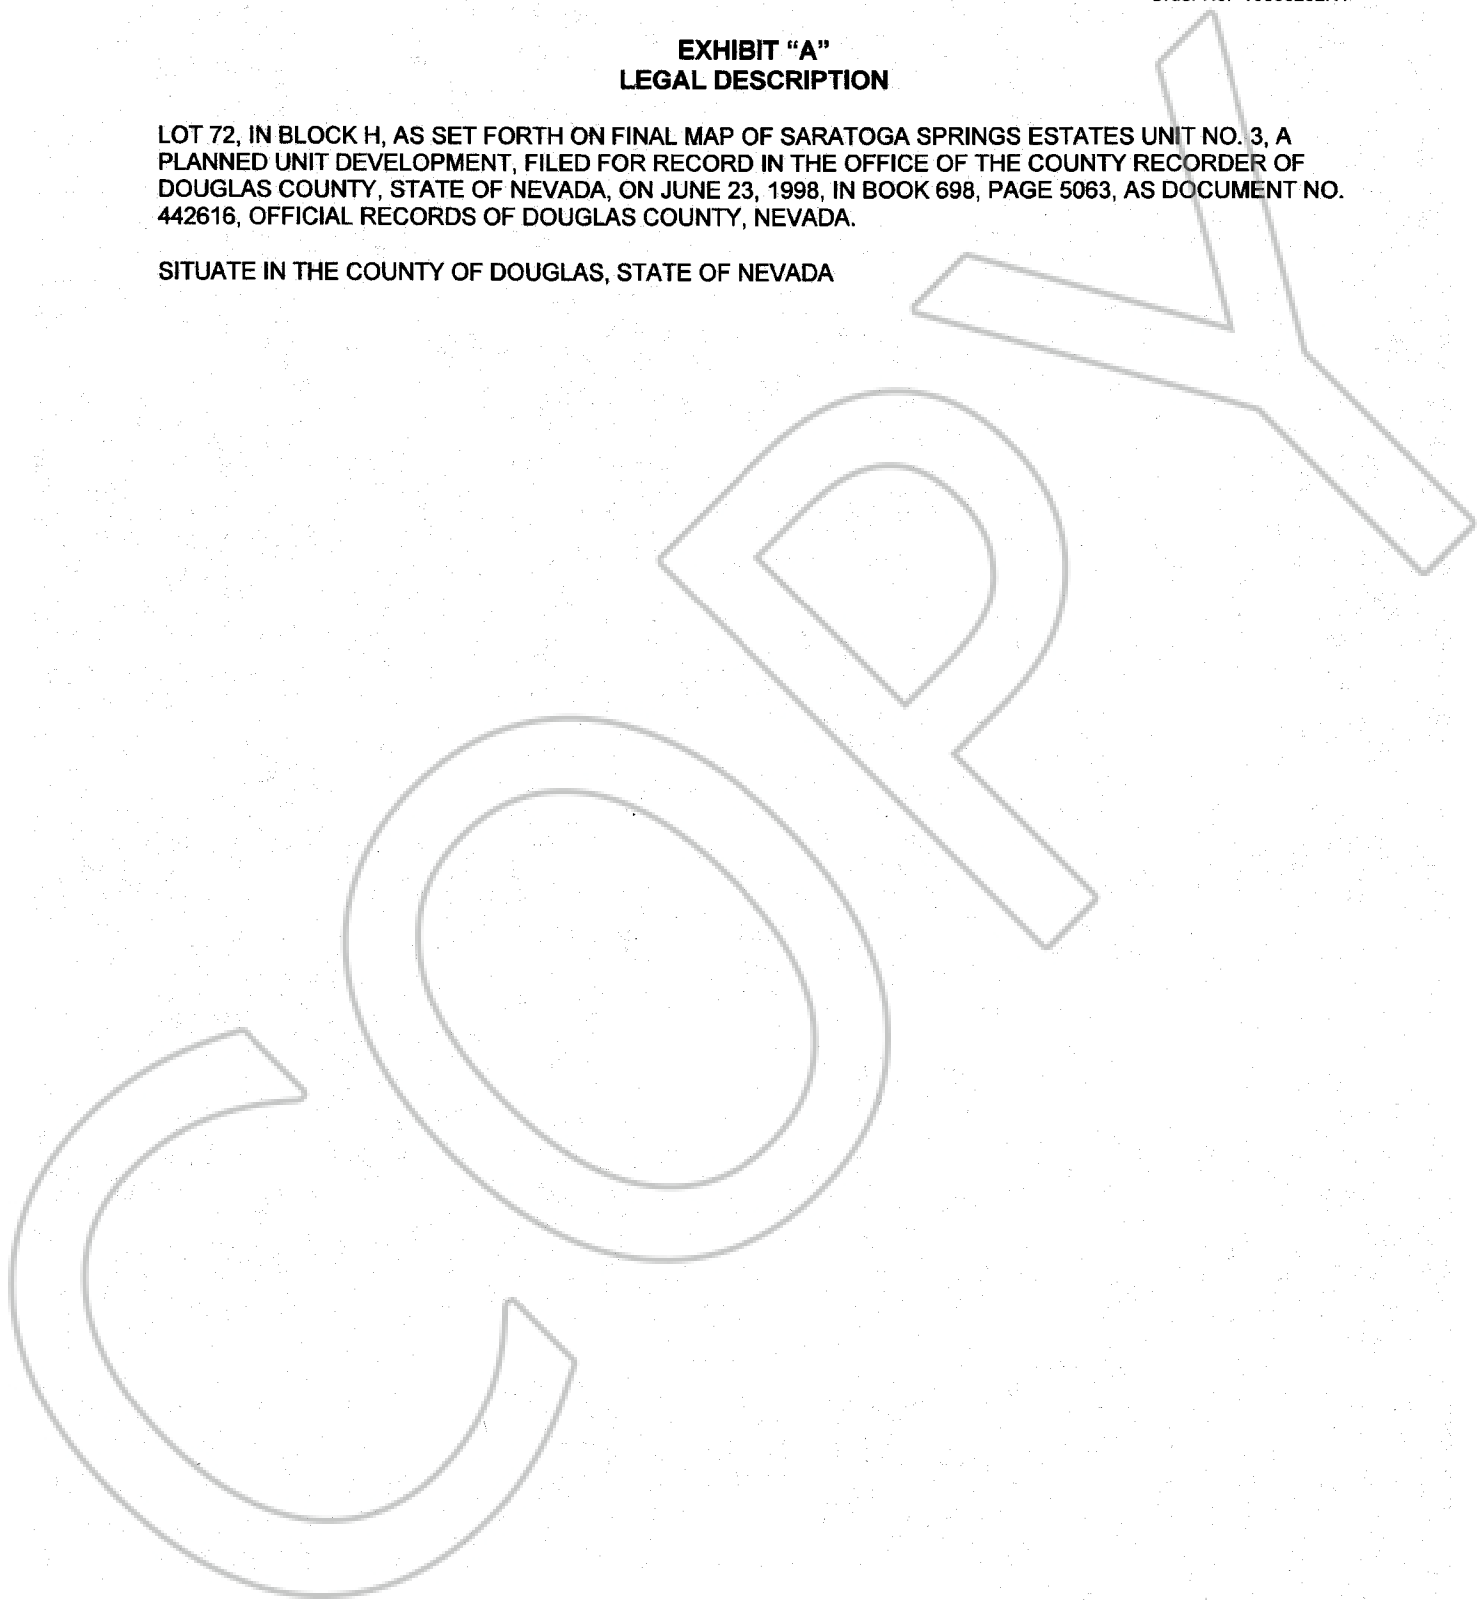 EXHIBIT “A”
LEGAL DESCRIPTION
LOT 72, IN BLOCK H, AS SET FORTH ON FINAL MAP OF SARATOGA SPRINGS ESTATES UNIT NO. 3, A
PLANNED UNIT DEVELOPMENT, FILED FOR RECORD IN THE OFFICE OF THE COUNTY RECORDER OF
DOUGLAS COUNTY, STATE OF NEVADA, ON JUNE 23, 1998, IN BOOK 698, PAGE 5063, AS DOCUMENT NO.
442616, OFFICIAL RECORDS OF DOUGLAS COUNTY, NEVADA.
SITUATE IN THE COUNTY OF DOUGLAS, STATE OF NEVADA
COPY